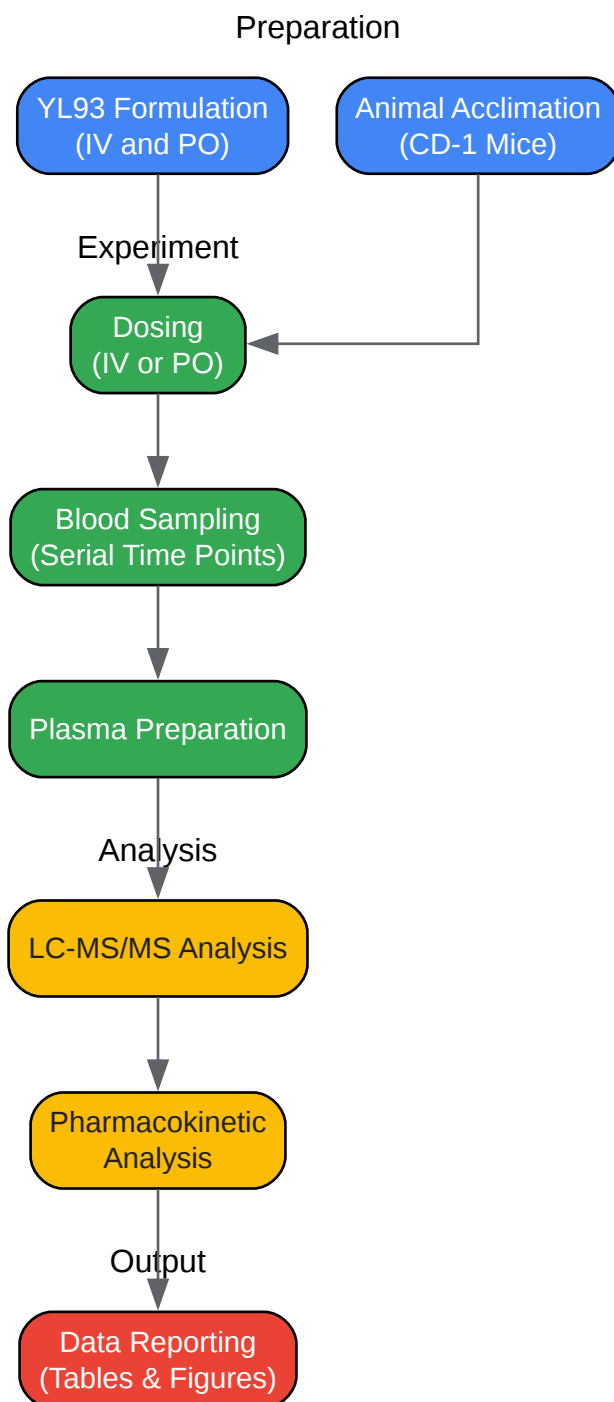 Preparation
YL93 Formulation
(IV and PO)
Animal Acclimation
(CD-1 Mice)
Experiment
Dosing
(IV or PO)
Blood Sampling
(Serial Time Points)
Plasma Preparation
Analysis
LC-MS/MS Analysis
Pharmacokinetic
Analysis
Output
Data Reporting
(Tables & Figures)